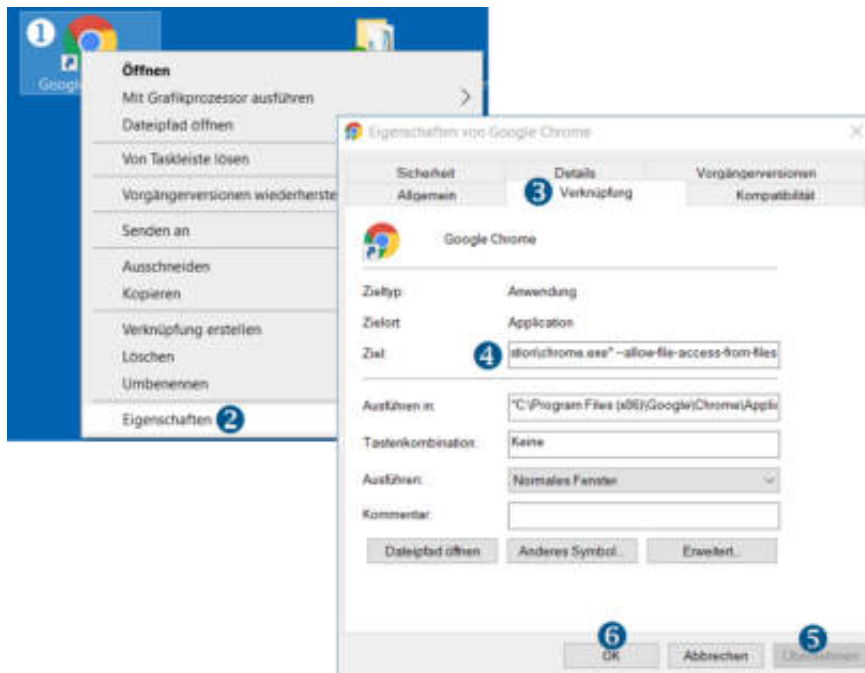 1
Googl
Öffnen
Mit Grafikprozessor ausführen
Dateipfad öffnen
Von Taskleiste lösen
Vorgängerversionen wiederherste
Senden an
Ausschneiden
Kopieren
Verknüpfung erstellen
Löschen
Umbenennen
Eigenschaften 2
Eigenschaften von Google Chrome
Sicherheit Details Vorgängerversionen
Allgemein 3 Verknüpfung Kompatibilität
Google Chrome
Zieltyp: Anwendung
Zielort: Application
Ziel: 4 ation\chrome.exe" --allow-file-access-from-files
Ausführen in: "C:\Program Files (x86)\Google\Chrome\Applic
Tastenkombination: Keine
Ausführen: Normales Fenster
Kommentar:
Dateipfad öffnen Anderes Symbol... Erweitert...
6 5
OK Abbrechen Übernehmen